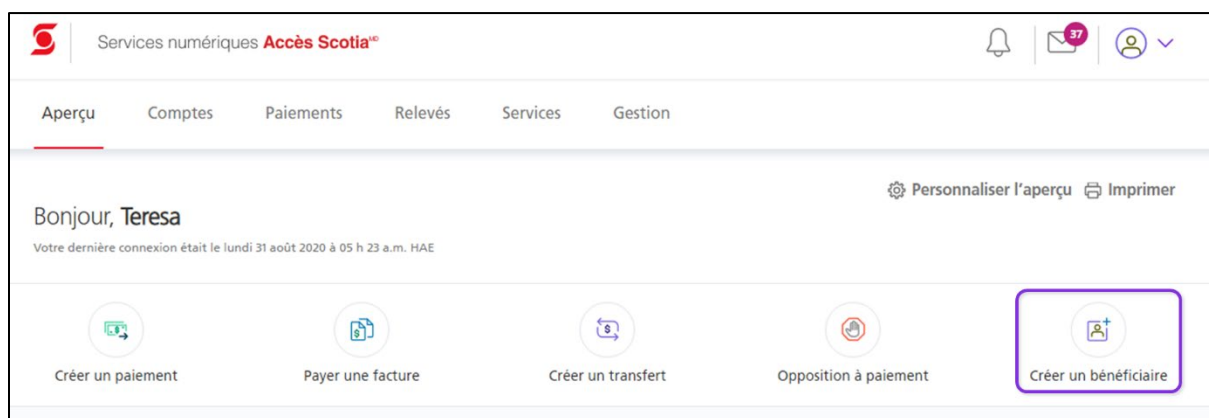 Services numériques Accès Scotia MD
37
Aperçu Comptes Paiements Relevés Services Gestion
Personnaliser l'aperçu Imprimer
Bonjour, Teresa
Votre dernière connexion était le lundi 31 août 2020 à 05 h 23 a.m. HAE
Créer un paiement Payer une facture Créer un transfert Opposition à paiement Créer un bénéficiaire